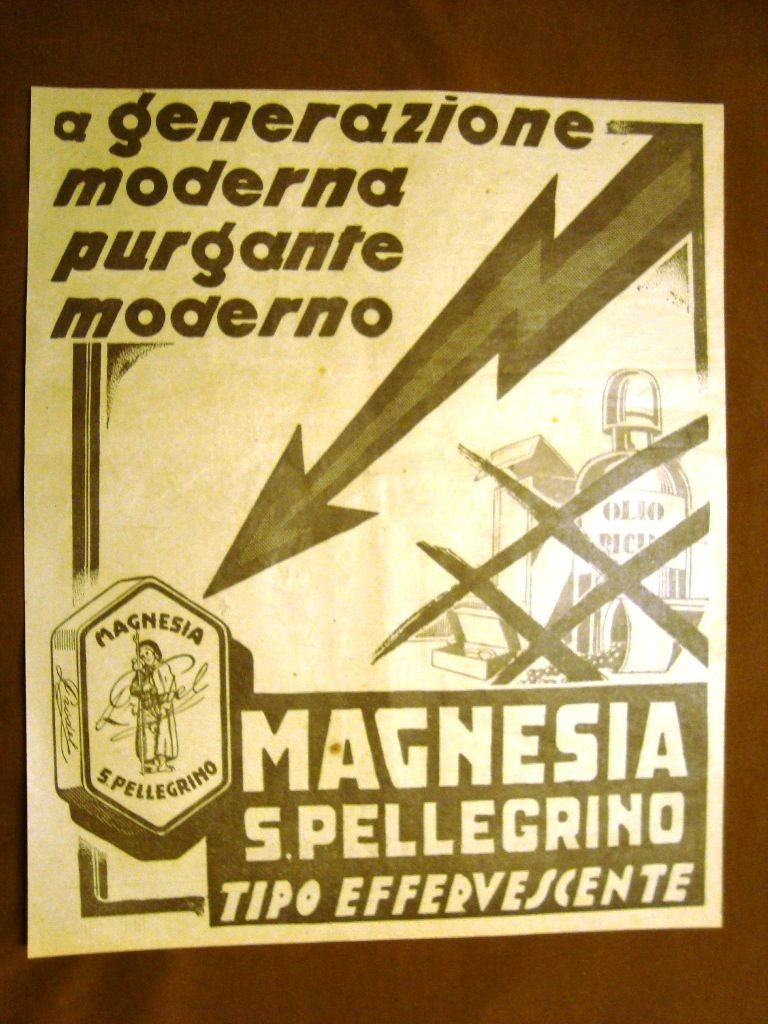 a generazione
moderna
purgante
moderno
OLIO
MAGNESIA
S.PELLEGRINO
MAGNESIA
S.PELLEGRINO
TIPO EFFERVESCENTE